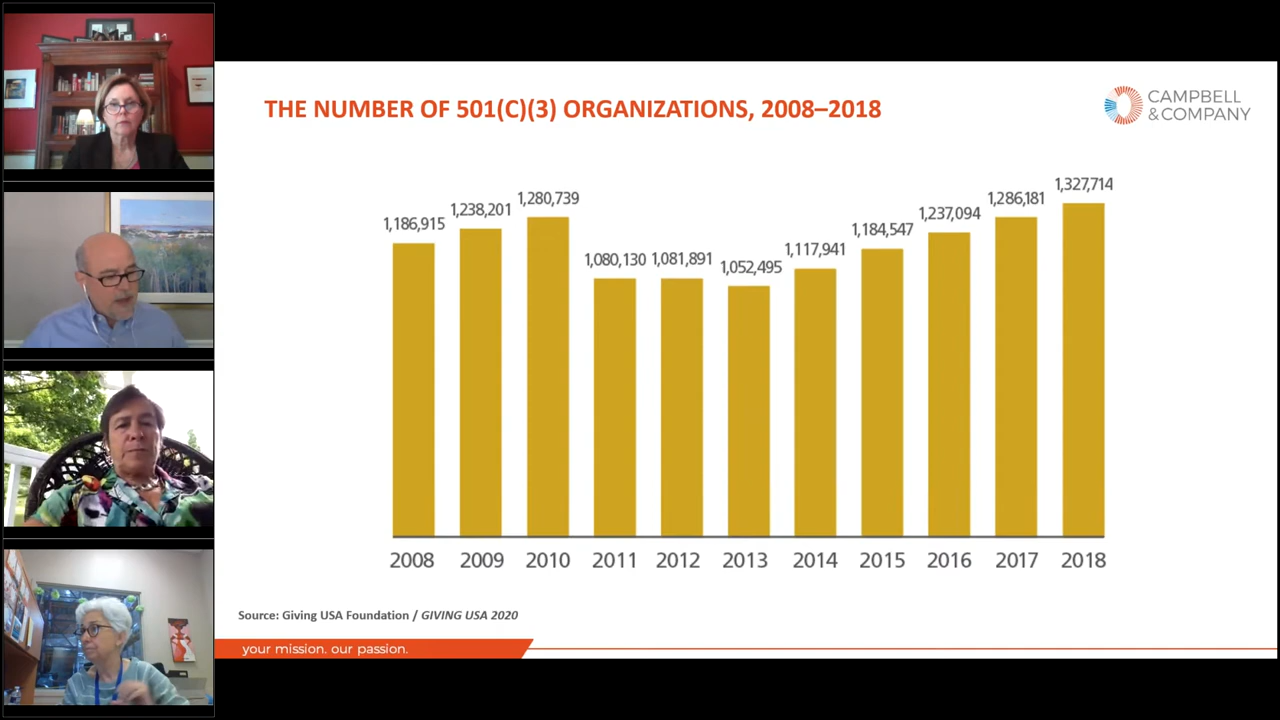 THE NUMBER OF 501(C)(3) ORGANIZATIONS, 2008–2018
CAMPBELL
&COMPANY
1,186,915
1,238,201
1,280,739
1,080,130
1,081,891
1,052,495
1,117,941
1,184,547
1,237,094
1,286,181
1,327,714
2008 2009 2010 2011 2012 2013 2014 2015 2016 2017 2018
Source: Giving USA Foundation / GIVING USA 2020
your mission. our passion.